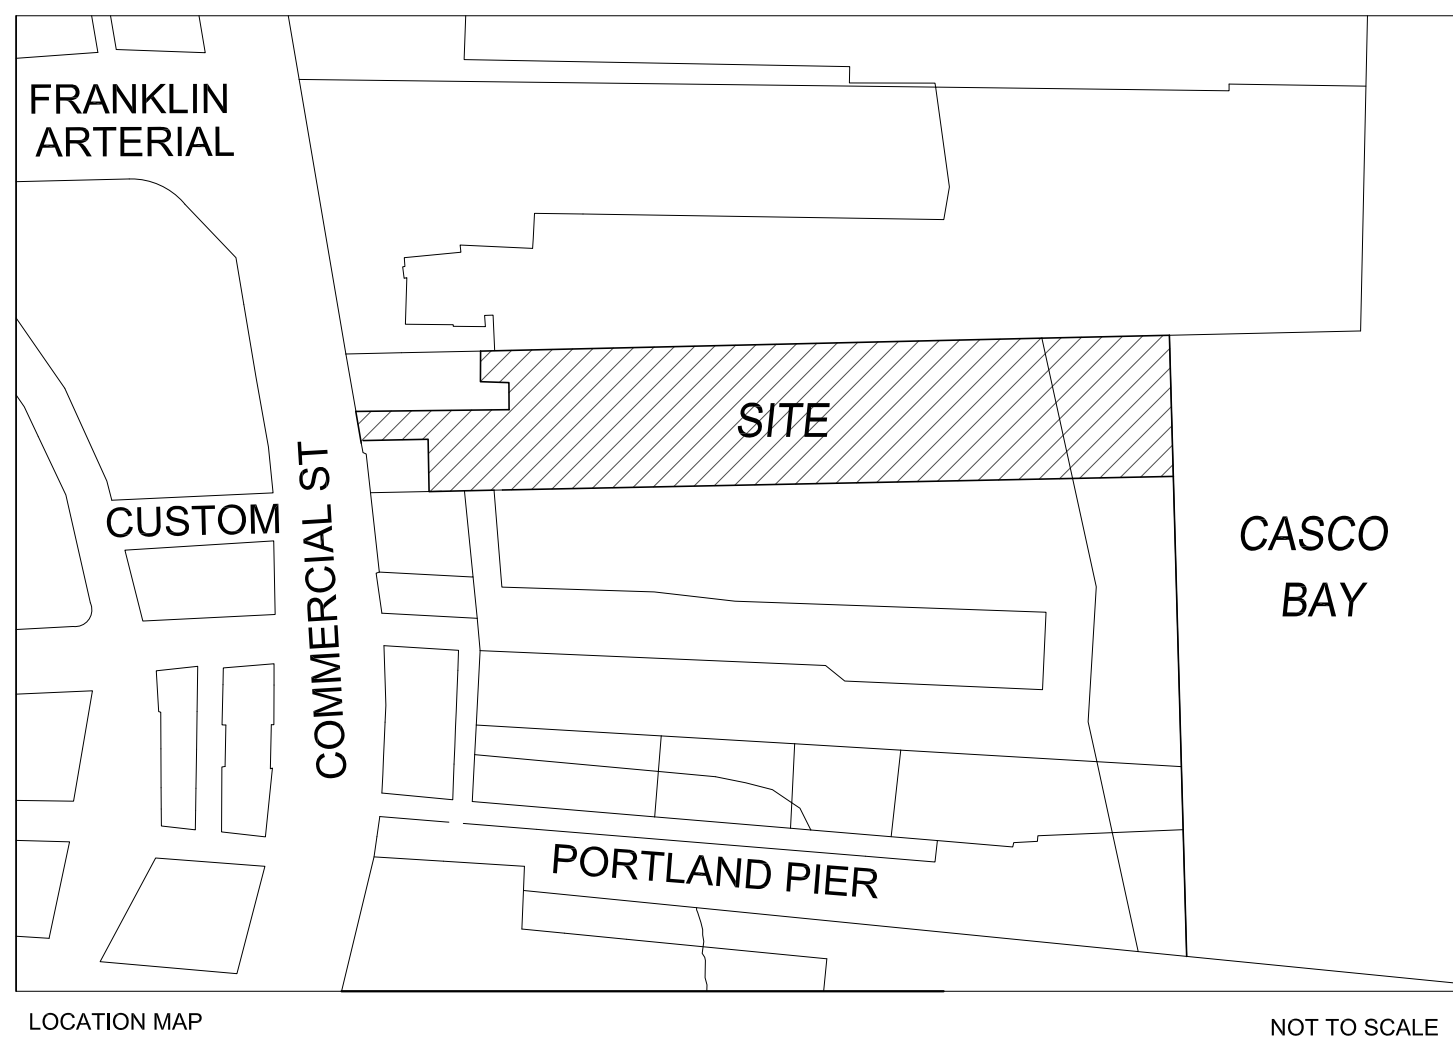 FRANKLIN
ARTERIAL
SITE
CUSTOM
COMMERCIAL ST
CASCO
BAY
PORTLAND PIER
LOCATION MAP
NOT TO SCALE